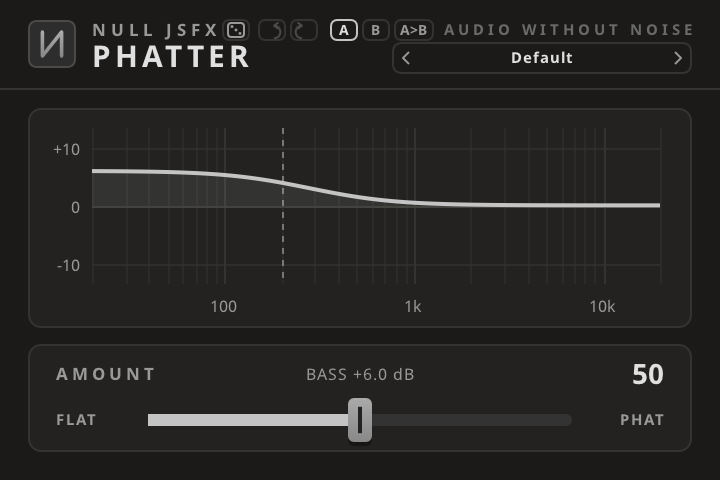 NULL JSFX A B A>B AUDIO WITHOUT NOISE
PHATTER
Default
+10
0
-10
100 1k 10k
AMOUNT BASS +6.0 dB 50
FLAT PHAT